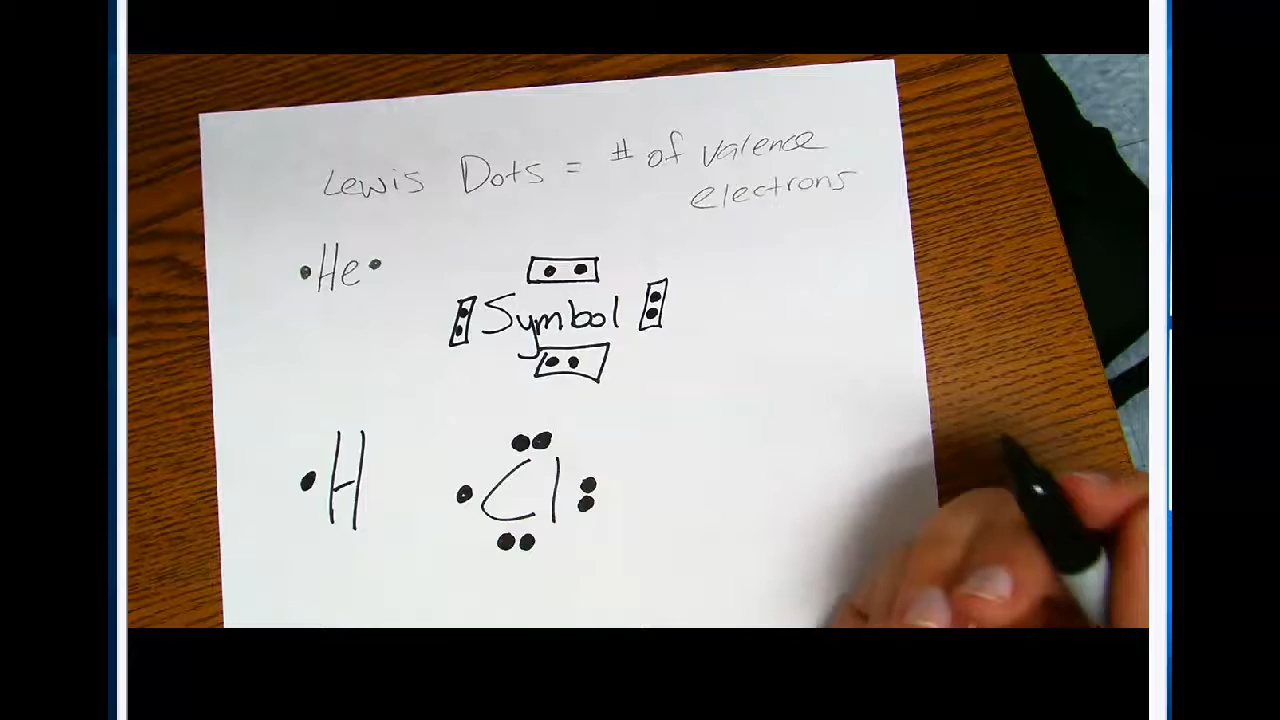 Lewis Dots = # of valence
electrons
He
Symbol
H Cl